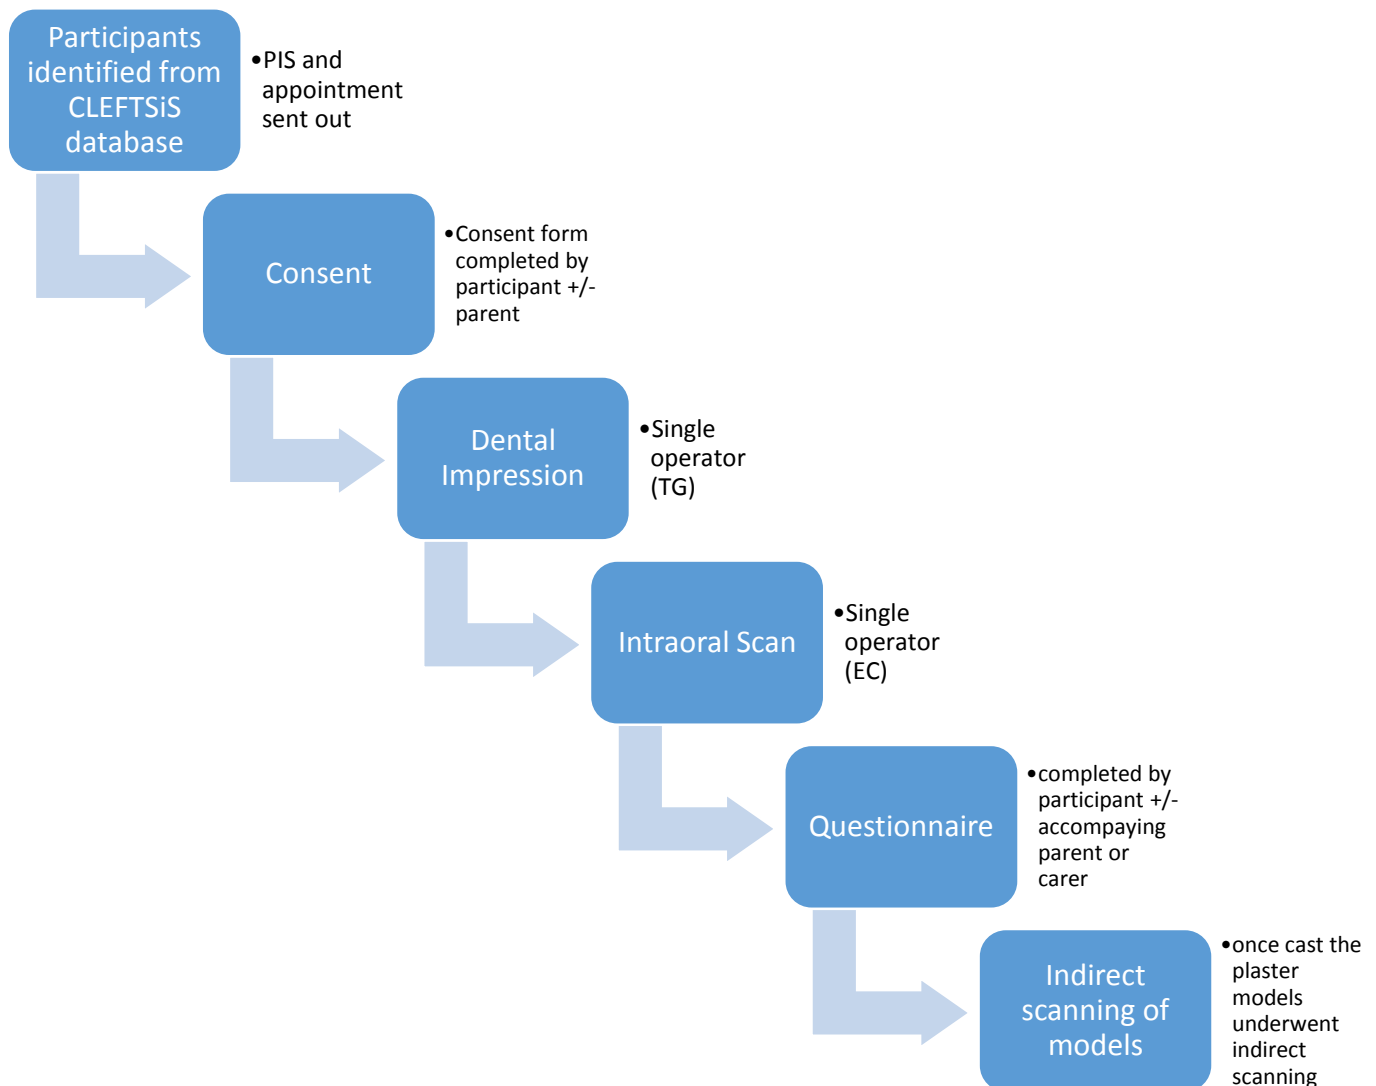 Participants
identified from
CLEFTSiS
database
•PIS and
appointment
sent out
Consent
•Consent form
completed by
participant +/-
parent
Dental
Impression
•Single
operator
(TG)
Intraoral Scan
•Single
operator
(EC)
Questionnaire
•completed by
participant +/-
accompaying
parent or
carer
Indirect
scanning of
models
•once cast the
plaster
models
underwent
indirect
scanning